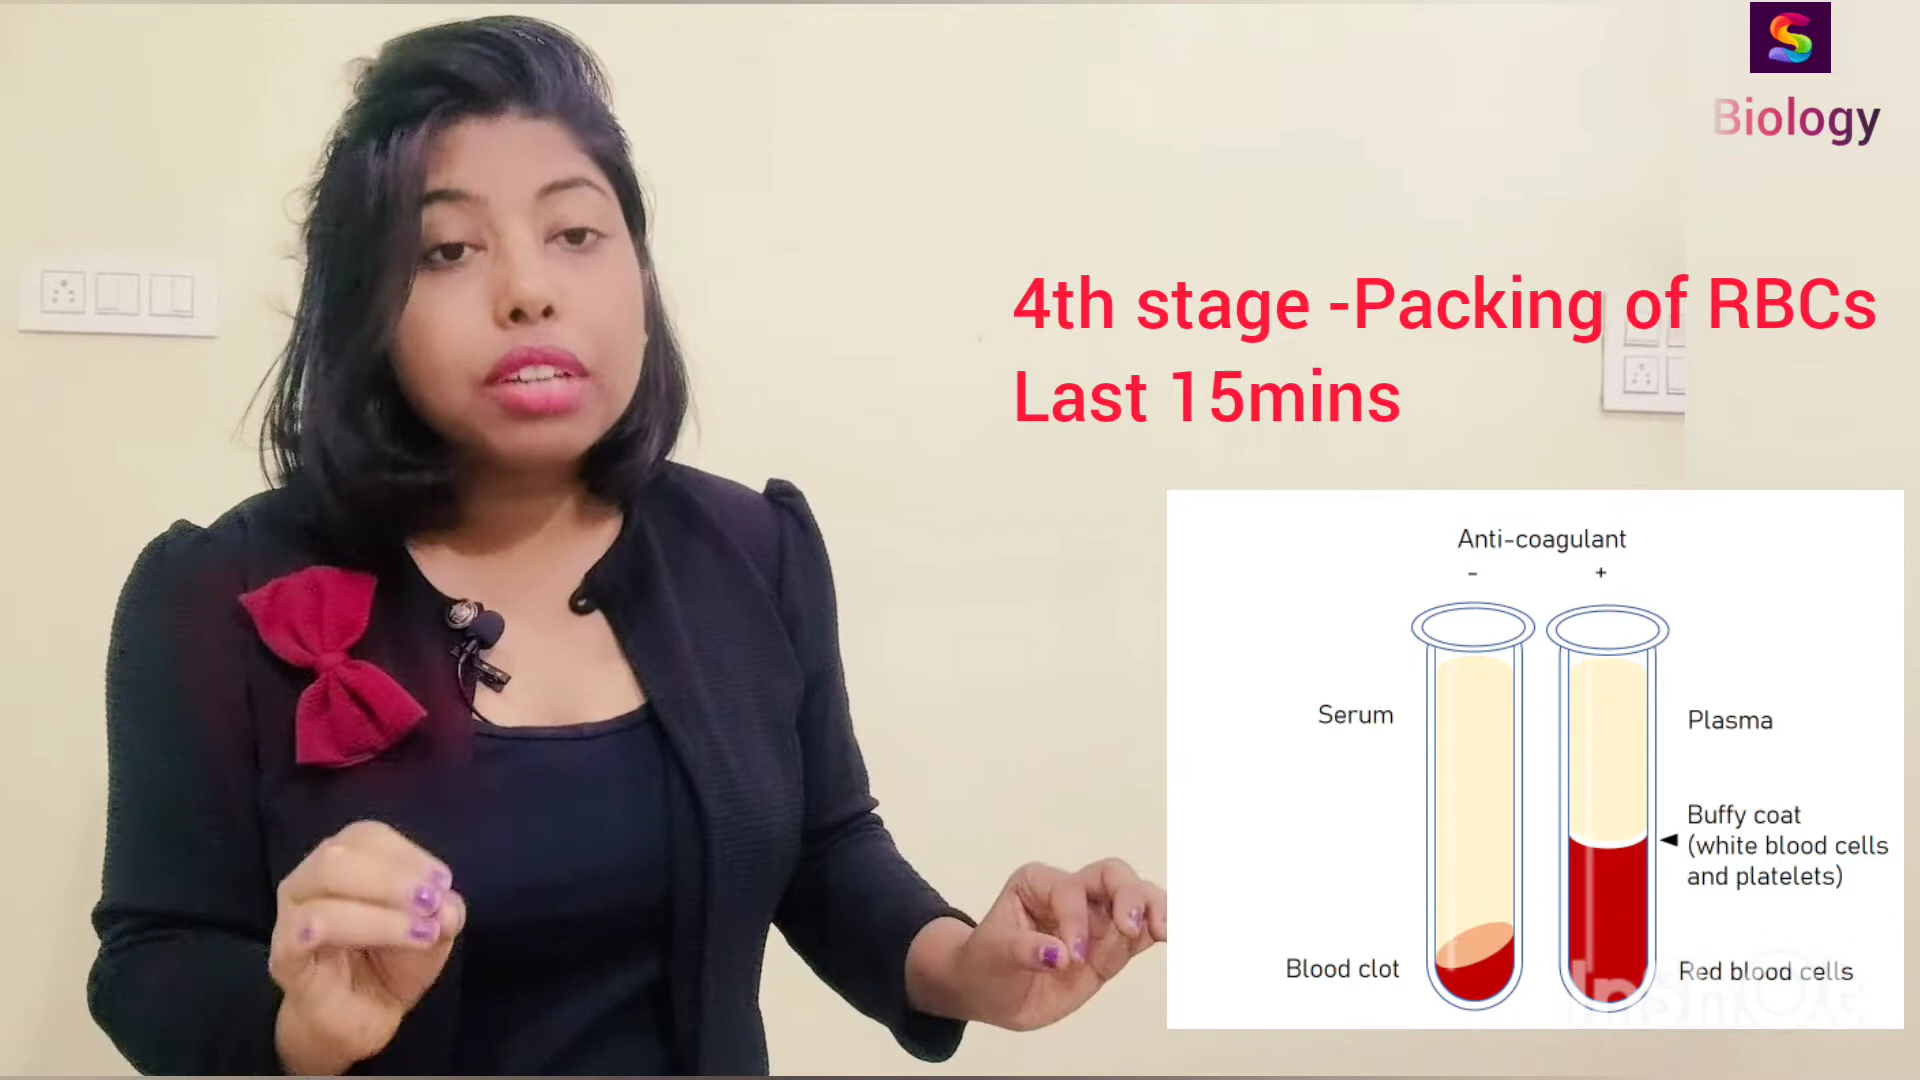 Biology
4th stage -Packing of RBCs
Last 15mins
Anti-coagulant
- +
Serum
Plasma
Buffy coat
(white blood cells
and platelets)
Blood clot
Red blood cells
InShOt